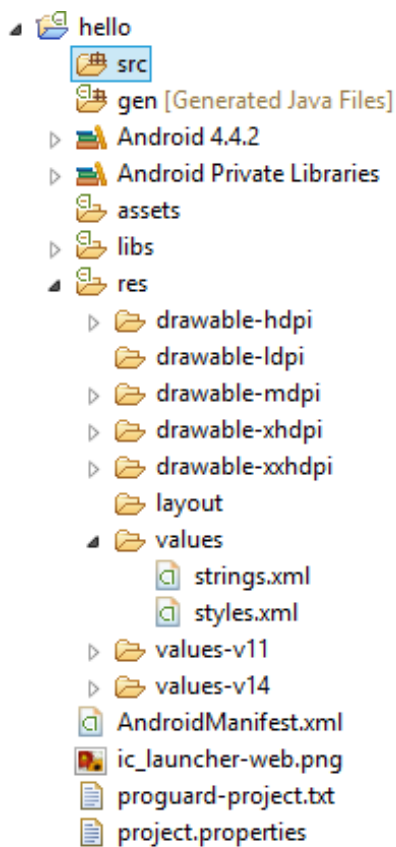 hello
src
gen [Generated Java Files]
Android 4.4.2
Android Private Libraries
assets
libs
res
drawable-hdpi
drawable-ldpi
drawable-mdpi
drawable-xhdpi
drawable-xxhdpi
layout
values
strings.xml
styles.xml
values-v11
values-v14
AndroidManifest.xml
ic_launcher-web.png
proguard-project.txt
project.properties